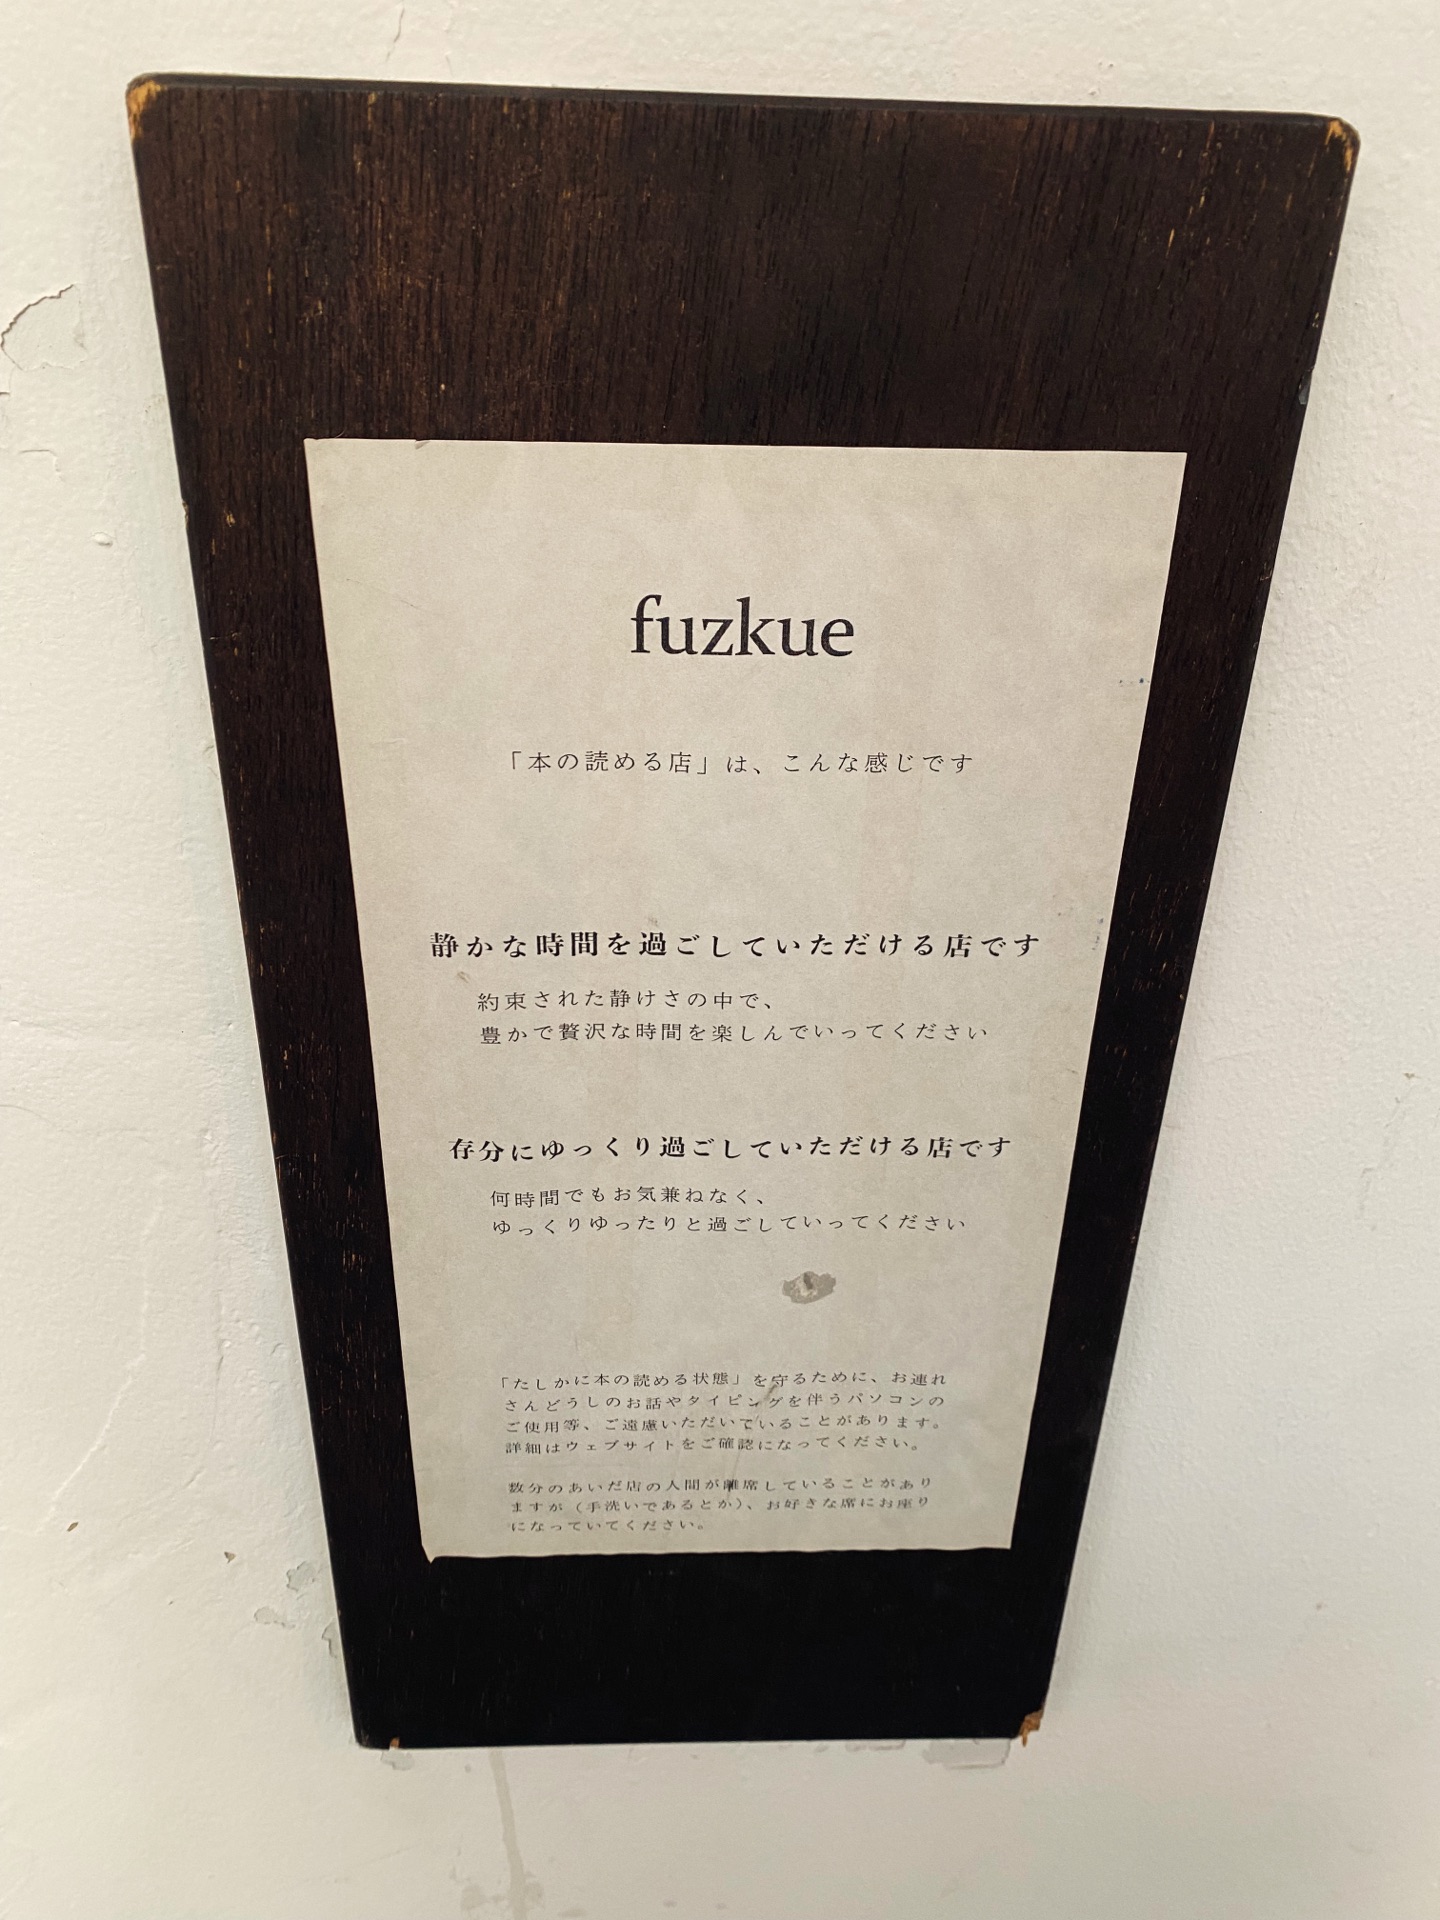 fuzkue
「本の読める店」は、こんな感じです
静かな時間を過ごしていただける店です
約束された静けさの中で、
豊かで贅沢な時間を楽しんでいってください
存分にゆっくり過ごしていただける店です
何時間でもお気兼ねなく、
ゆっくりゆったりと過ごしていってください
「たしかに本の読める状態」を守るために、お連れ
さんどうしのお話やタイピングを伴うパソコンの
ご使用等、ご遠慮いただいていることがあります。
詳細はウェブサイトをご確認になってください。
数分のあいだ店の人間が離席していることがあり
ますが（手洗いであるとか）、お好きな席にお座り
になっていてください。